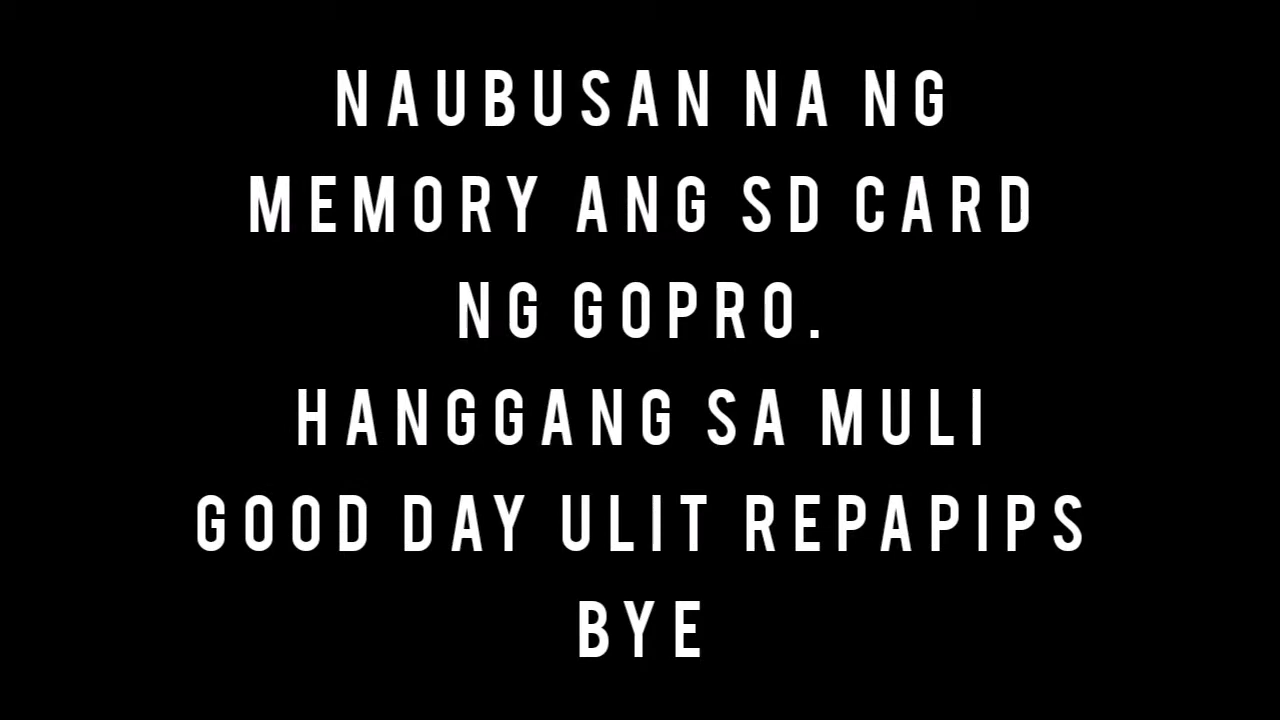 NAUBUSAN NA NG
MEMORY ANG SD CARD
NG GOPRO.
HANGGANG SA MULI
GOOD DAY ULIT REPAPIPS
BYE